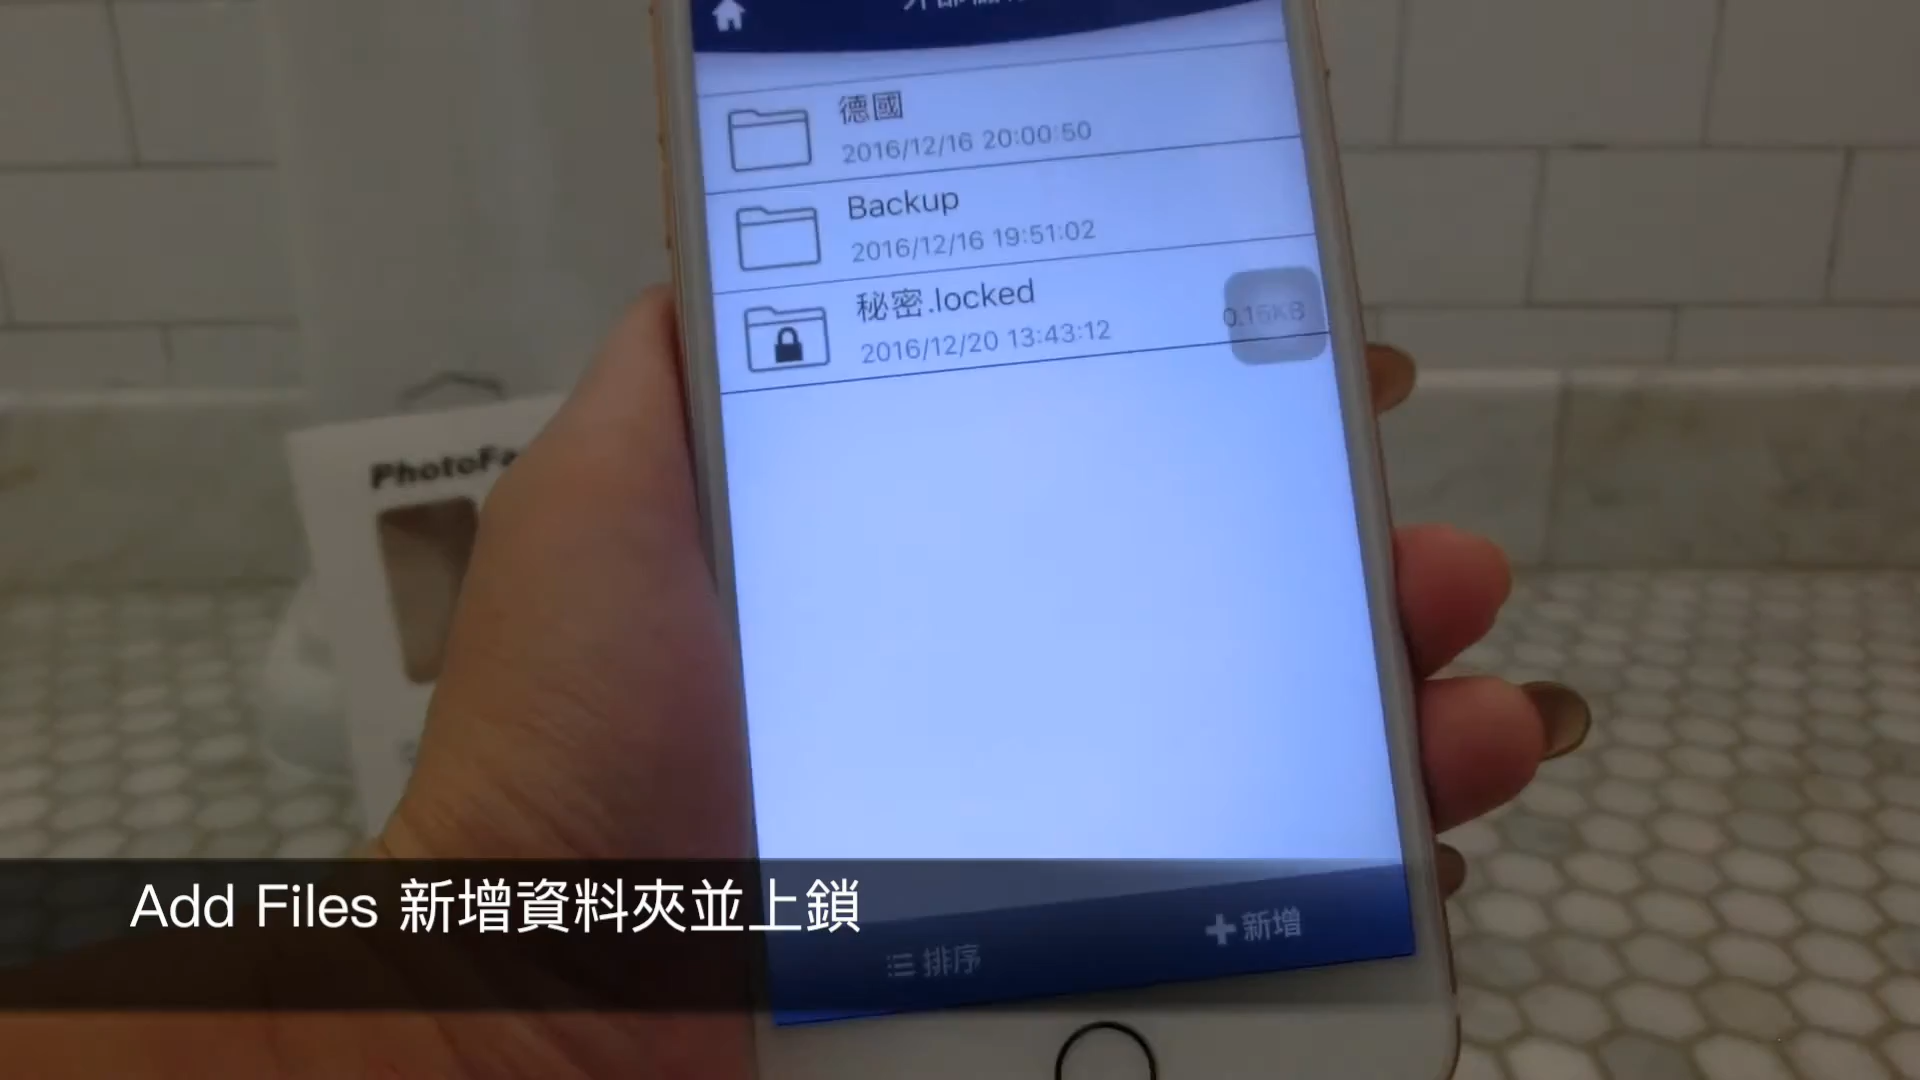 德國
2016/12/16 20:00:50
Backup
2016/12/16 19:51:02
秘密.locked
2016/12/20 13:43:12
0.15KB
PhotoFa
Add Files 新增資料夾並上鎖
排序
新增